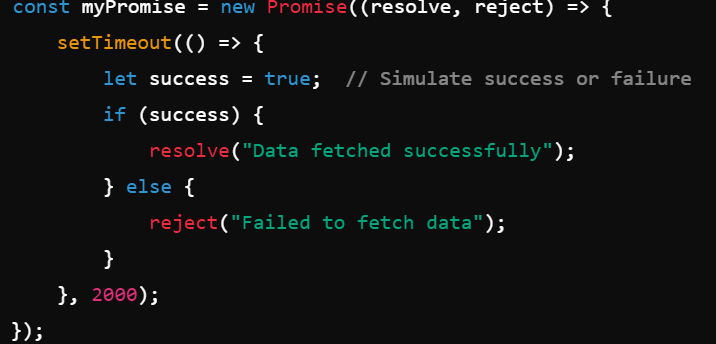 const myPromise = new Promise((resolve, reject) => {
    setTimeout(() => {
        let success = true;  // Simulate success or failure
        if (success) {
            resolve("Data fetched successfully");
        } else {
            reject("Failed to fetch data");
        }
    }, 2000);
});